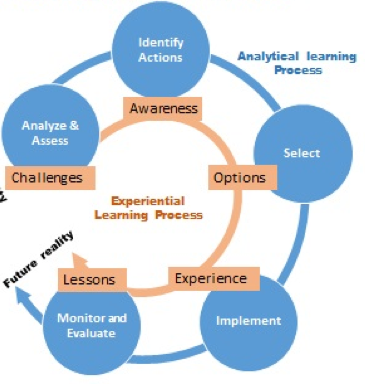 Identify
Actions
Analytical learning
Process
Awareness
Analyze &
Assess
Select
Challenges
Options
Experiential
Learning Process
Future reality
Lessons
Experience
Monitor and
Evaluate
Implement